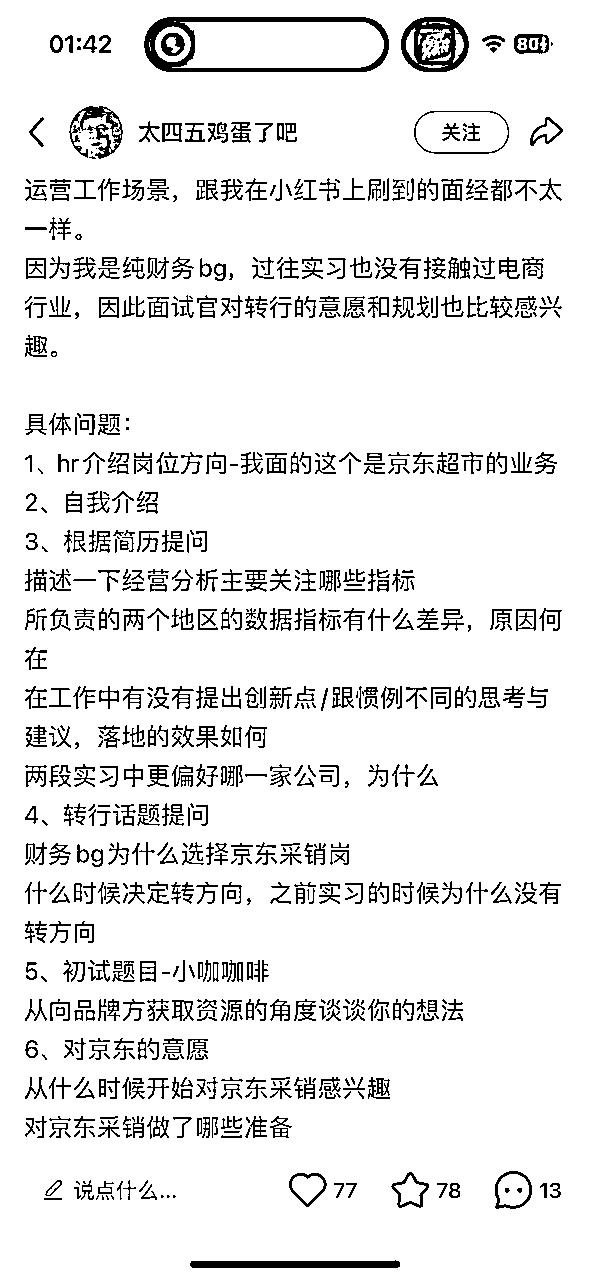 01:42
80
太四五鸡蛋了吧
关注
运营工作场景，跟我在小红书上刷到的面经都不太
一样。
因为我是纯财务bg，过往实习也没有接触过电商
行业，因此面试官对转行的意愿和规划也比较感兴
趣。
具体问题：
1、hr介绍岗位方向-我面的这个是京东超市的业务
2、自我介绍
3、根据简历提问
描述一下经营分析主要关注哪些指标
所负责的两个地区的数据指标有什么差异，原因何
在
在工作中有没有提出创新点/跟惯例不同的思考与
建议，落地的效果如何
两段实习中更偏好哪一家公司，为什么
4、转行话题提问
财务bg为什么选择京东采销岗
什么时候决定转方向，之前实习的时候为什么没有
转方向
5、初试题目-小咖咖啡
从向品牌方获取资源的角度谈谈你的想法
6、对京东的意愿
从什么时候开始对京东采销感兴趣
对京东采销做了哪些准备
说点什么...
77
78
13